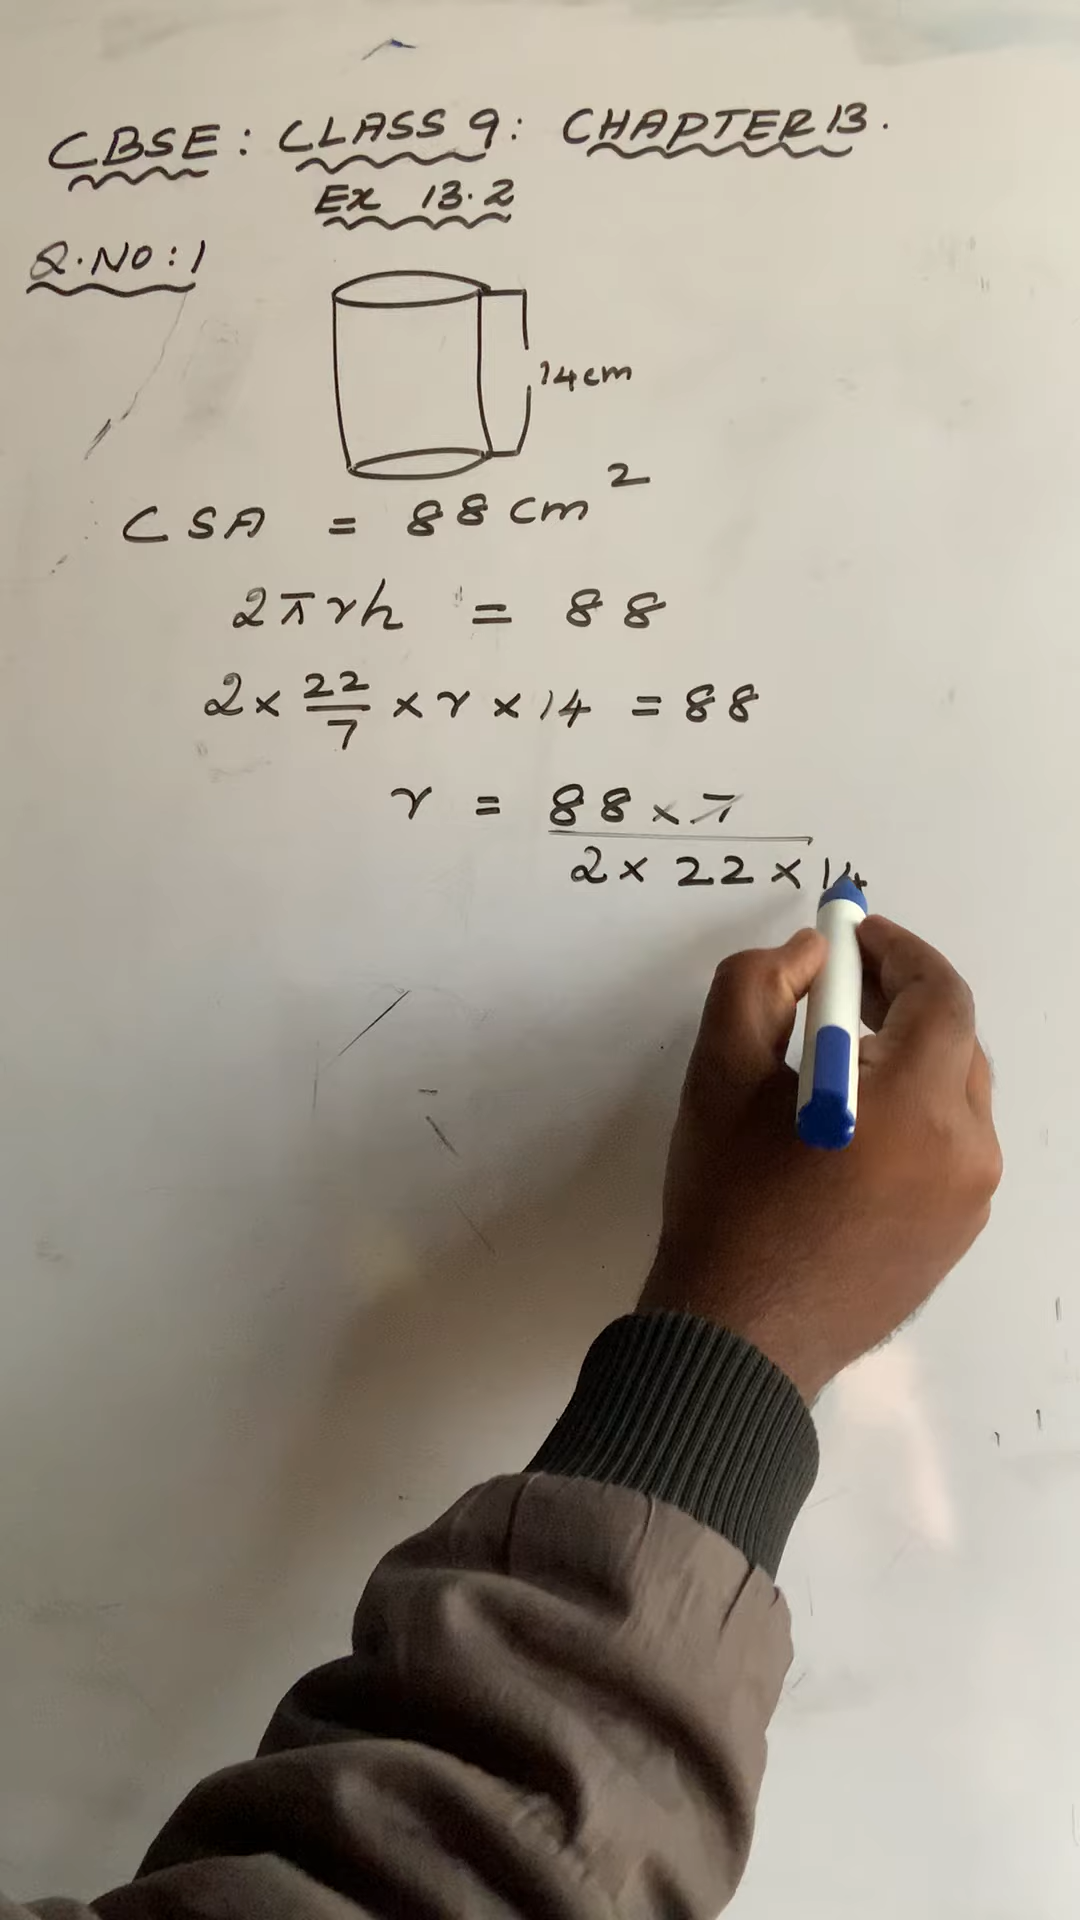 CBSE: CLASS 9: CHAPTER 13.
Ex 13.2
Q.NO:1
14cm
CSA = 88 cm²
2πrh = 88
2 × 22/7 × r × 14 = 88
r = 88 × 7
2 × 22 × 14